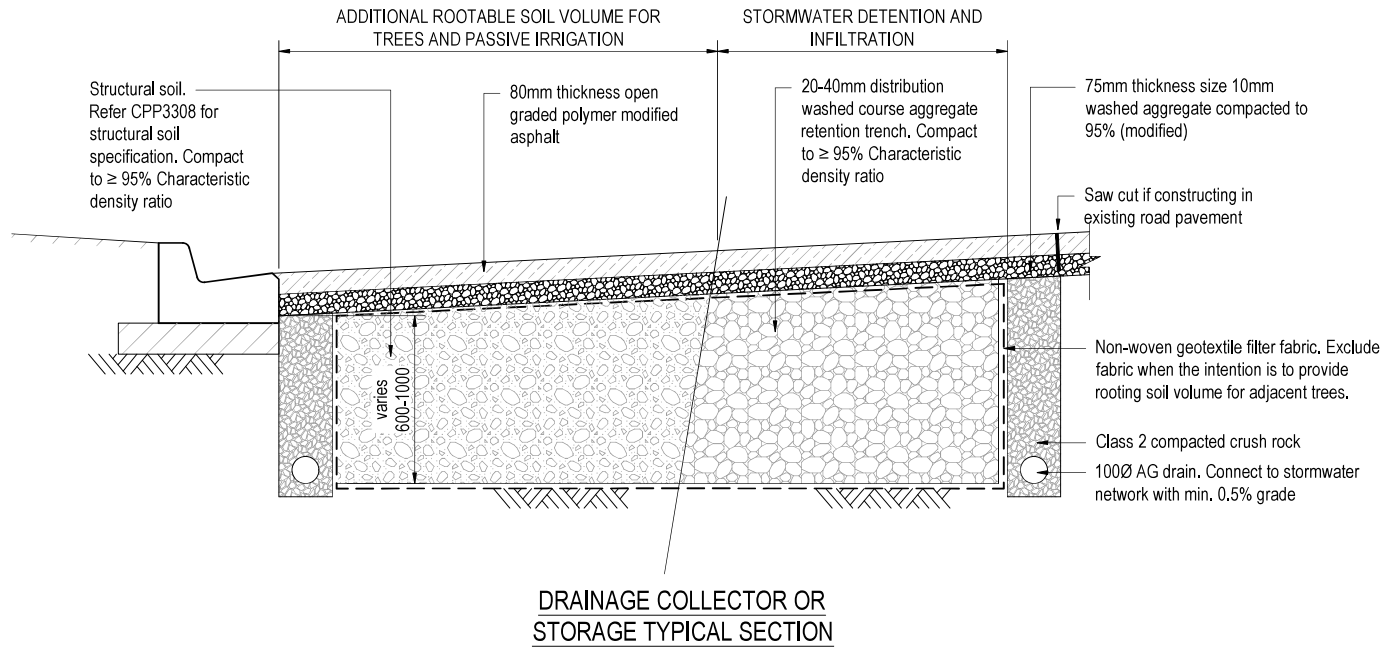 ADDITIONAL ROOTABLE SOIL VOLUME FOR
TREES AND PASSIVE IRRIGATION
STORMWATER DETENTION AND
INFILTRATION
Structural soil.
Refer CPP3308 for
structural soil
specification. Compact
to ≥ 95% Characteristic
density ratio
80mm thickness open
graded polymer modified
asphalt
20-40mm distribution
washed course aggregate
retention trench. Compact
to ≥ 95% Characteristic
density ratio
75mm thickness size 10mm
washed aggregate compacted to
95% (modified)
Saw cut if constructing in
existing road pavement
varies
600-1000
Non-woven geotextile filter fabric. Exclude
fabric when the intention is to provide
rooting soil volume for adjacent trees.
Class 2 compacted crush rock
100Ø AG drain. Connect to stormwater
network with min. 0.5% grade
DRAINAGE COLLECTOR OR
STORAGE TYPICAL SECTION